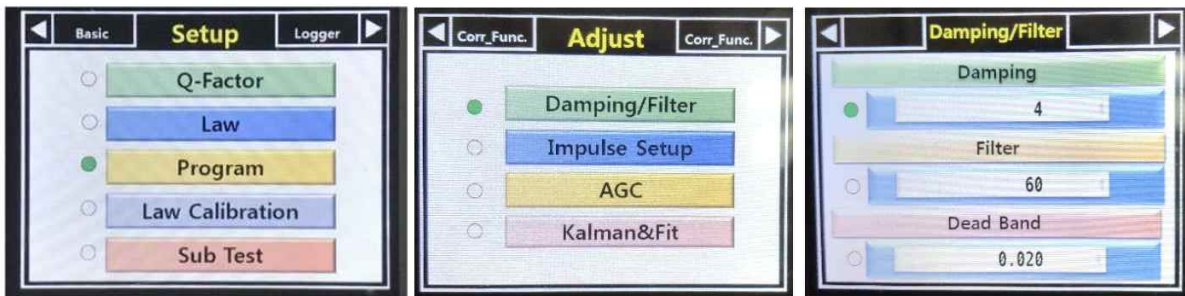 Basic Setup Logger
Q-Factor
Law
Program
Law Calibration
Sub Test
Corr_Func. Adjust Corr_Func.
Damping/Filter
Impulse Setup
AGC
Kalman&Fit
Damping/Filter
Damping
4
Filter
60
Dead Band
0.020